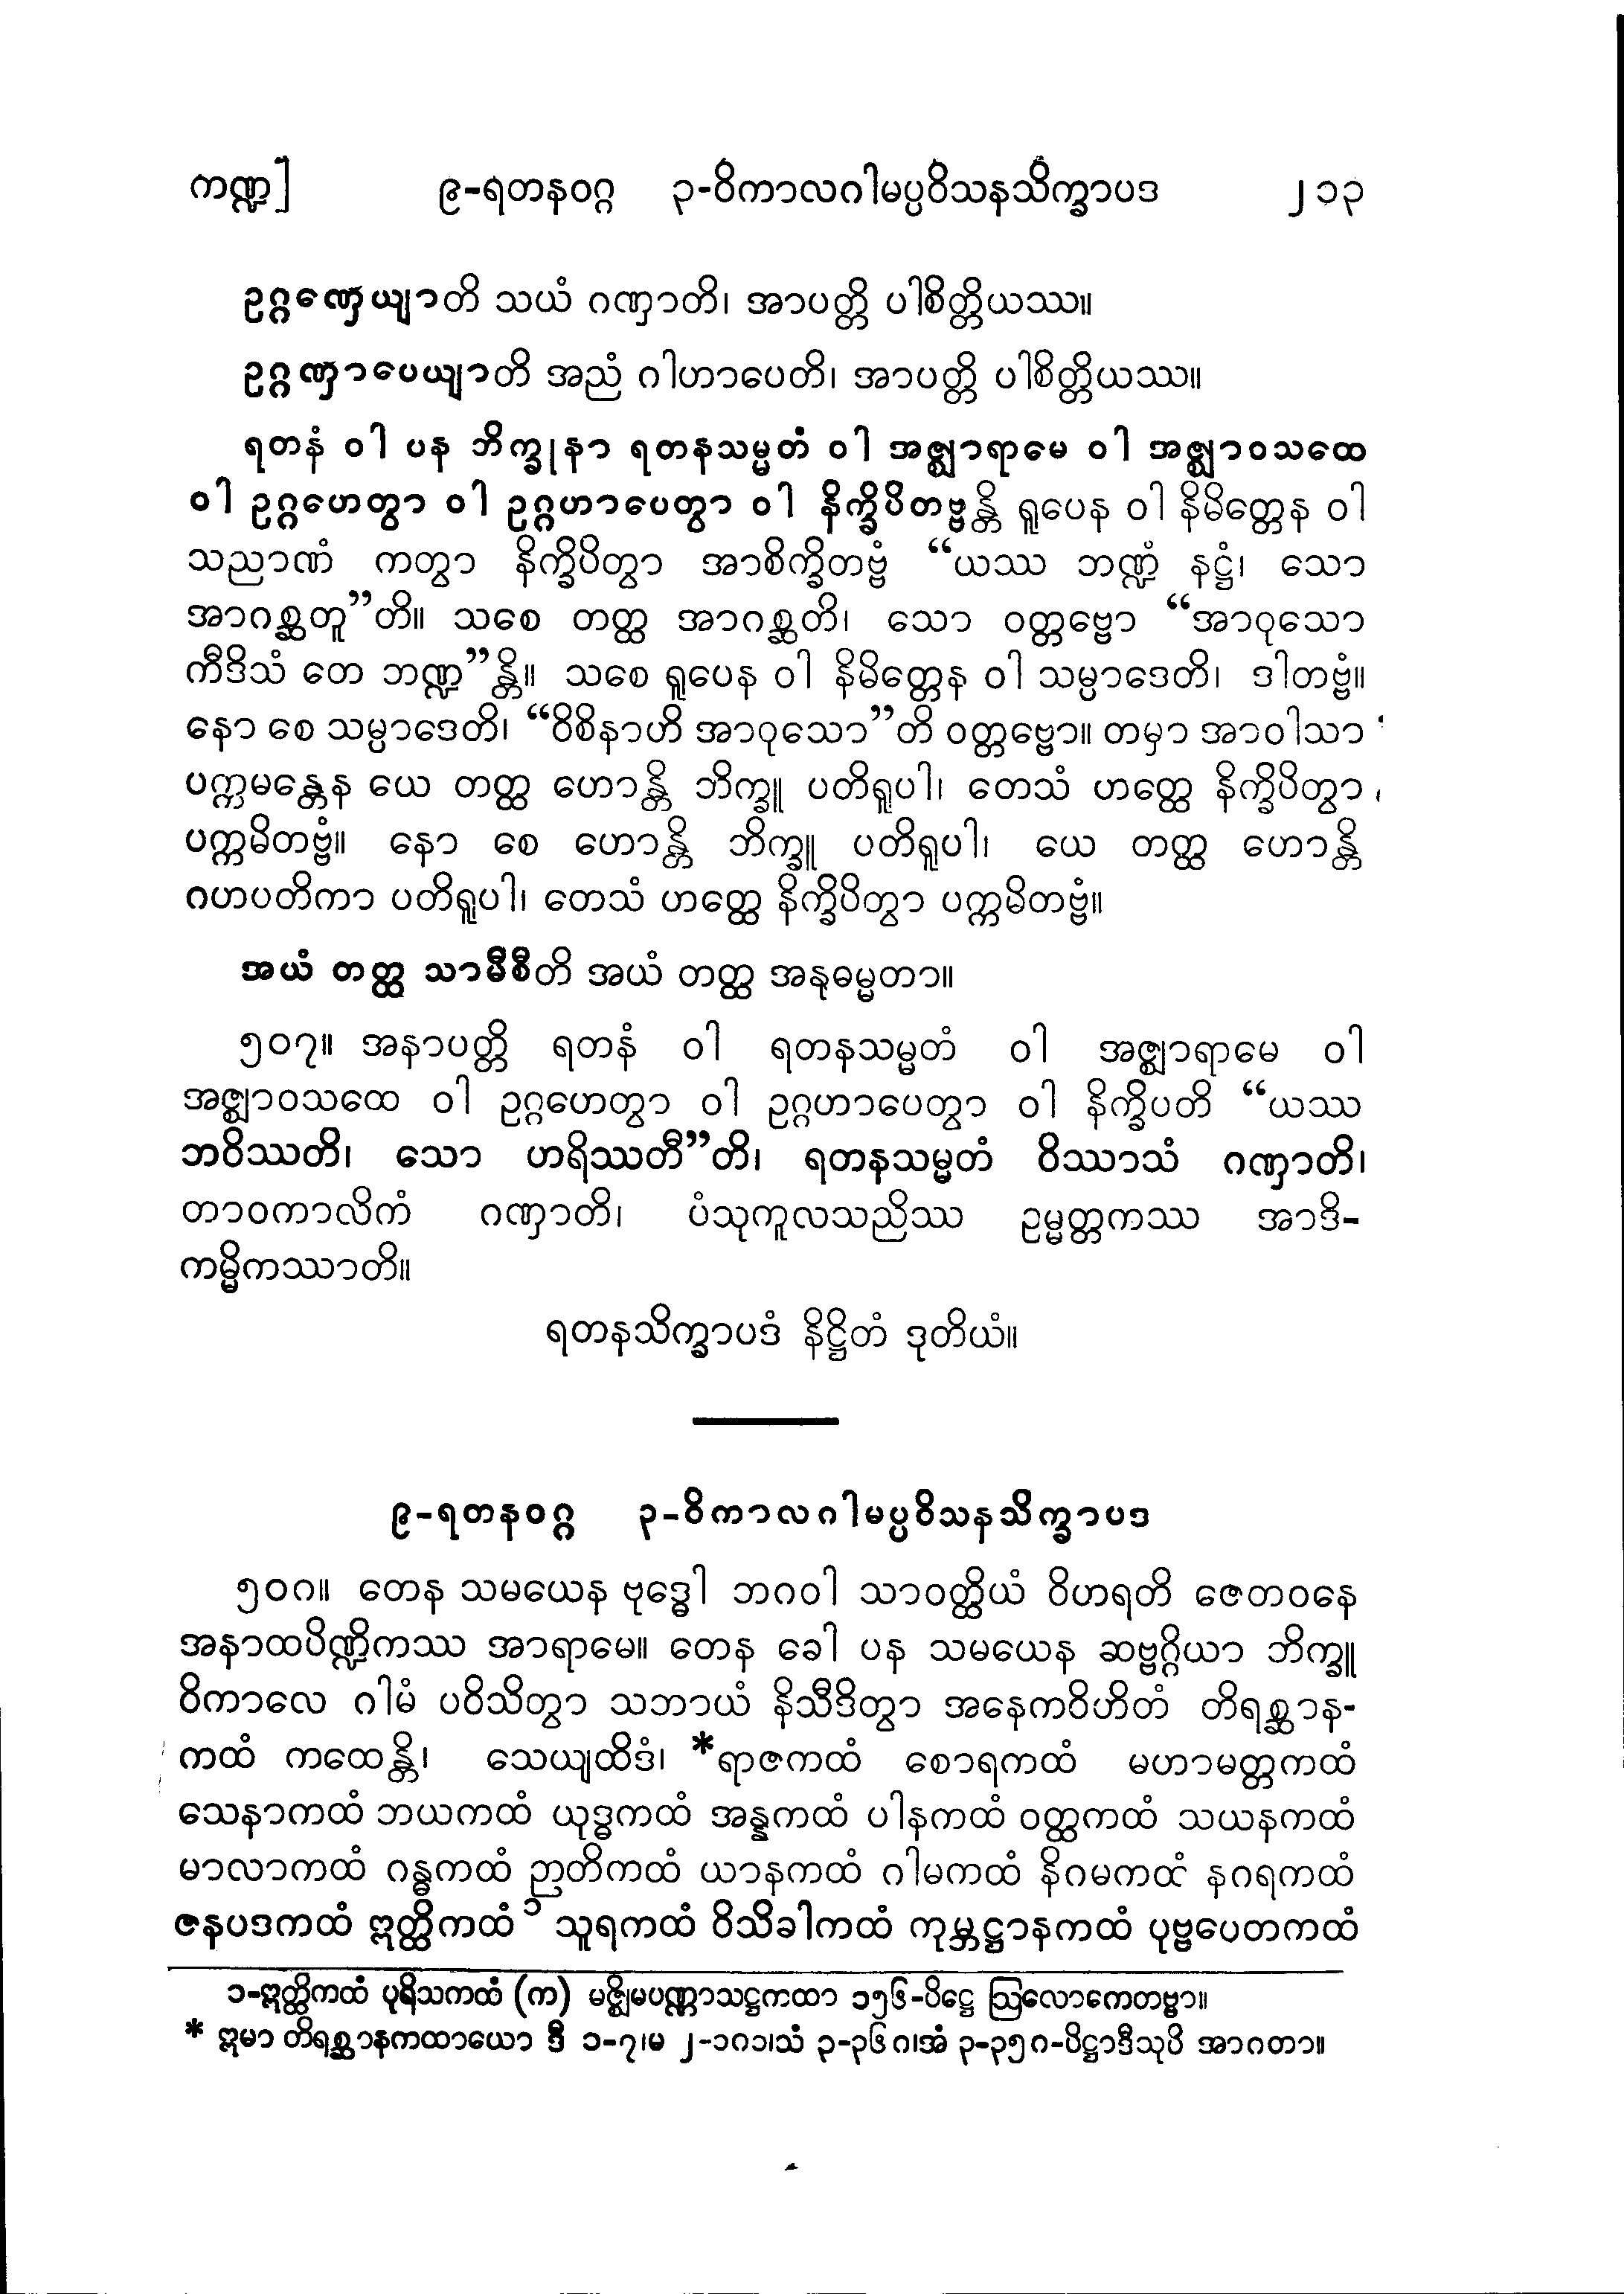 ကဏ္ဍ] ၉-ရတနဝဂ္ဂ ၃-ဝိကာလဂါမပ္ပဝိသနသိက္ခာပဒ ၂၁၃
ဥဂ္ဂဏှေယျာတိ သယံ ဂဏှာတိ၊ အာပတ္တိ ပါစိတ္တိယဿ။
ဥဂ္ဂဏှာပေယျာတိ အညံ ဂါဟာပေတိ၊ အာပတ္တိ ပါစိတ္တိယဿ။
ရတနံ ဝါ ပန ဘိက္ခုနာ ရတနသမ္မတံ ဝါ အဇ္ဈာရာမေ ဝါ အဇ္ဈာဝသထေ
ဝါ ဥဂ္ဂဟေတွာ ဝါ ဥဂ္ဂဟာပေတွာ ဝါ နိက္ခိပိတဗ္ဗန္တိ ရူပေန ဝါ နိမိတ္တေန ဝါ
သညာဏံ ကတွာ နိက္ခိပိတွာ အာစိက္ခိတဗ္ဗံ “ယဿ ဘဏ္ဍံ နဋ္ဌံ၊ သော
အာဂစ္ဆတူ”တိ။ သစေ တတ္ထ အာဂစ္ဆတိ၊ သော ဝတ္တဗ္ဗော “အာဝုသော
ကီဒိသံ တေ ဘဏ္ဍ”န္တိ။ သစေ ရူပေန ဝါ နိမိတ္တေန ဝါ သမ္ပာဒေတိ၊ ဒါတဗ္ဗံ။
နော စေ သမ္ပာဒေတိ၊ “ဝိစိနာဟိ အာဝုသော”တိ ဝတ္တဗ္ဗော။ တမှာ အာဝါသာ
ပက္ကမန္တေန ယေ တတ္ထ ဟောန္တိ ဘိက္ခူ ပတိရူပါ၊ တေသံ ဟတ္ထေ နိက္ခိပိတွာ
ပက္ကမိတဗ္ဗံ။ နော စေ ဟောန္တိ ဘိက္ခူ ပတိရူပါ၊ ယေ တတ္ထ ဟောန္တိ
ဂဟပတိကာ ပတိရူပါ၊ တေသံ ဟတ္ထေ နိက္ခိပိတွာ ပက္ကမိတဗ္ဗံ။
အယံ တတ္ထ သာမီစီတိ အယံ တတ္ထ အနုဓမ္မတာ။
၅၀၇။ အနာပတ္တိ ရတနံ ဝါ ရတနသမ္မတံ ဝါ အဇ္ဈာရာမေ ဝါ
အဇ္ဈာဝသထေ ဝါ ဥဂ္ဂဟေတွာ ဝါ ဥဂ္ဂဟာပေတွာ ဝါ နိက္ခိပတိ “ယဿ
ဘဝိဿတိ၊ သော ဟရိဿတီ”တိ၊ ရတနသမ္မတံ ဝိဿာသံ ဂဏှာတိ၊
တာဝကာလိကံ ဂဏှာတိ၊ ပံသုကူလသညိဿ ဥမ္မတ္တကဿ အာဒိ-
ကမ္မိကဿာတိ။
ရတနသိက္ခာပဒံ နိဋ္ဌိတံ ဒုတိယံ။
၉-ရတနဝဂ္ဂ ၃-ဝိကာလဂါမပ္ပဝိသနသိက္ခာပဒ
၅၀၈။ တေန သမယေန ဗုဒ္ဓေါ ဘဂဝါ သာဝတ္ထိယံ ဝိဟရတိ ဇေတဝနေ
အနာထပိဏ္ဍိကဿ အာရာမေ။ တေန ခေါ ပန သမယေန ဆဗ္ဗဂ္ဂိယာ ဘိက္ခူ
ဝိကာလေ ဂါမံ ပဝိသိတွာ သဘာယံ နိသီဒိတွာ အနေကဝိဟိတံ တိရစ္ဆာန-
ကထံ ကထေန္တိ၊ သေယျထိဒံ၊ *ရာဇကထံ စောရကထံ မဟာမတ္တကထံ
သေနာကထံ ဘယကထံ ယုဒ္ဓကထံ အန္နကထံ ပါနကထံ ဝတ္ထကထံ သယနကထံ
မာလာကထံ ဂန္ဓကထံ ဉာတိကထံ ယာနကထံ ဂါမကထံ နိဂမကထံ နဂရကထံ
ဇနပဒကထံ ဣတ္ထိကထံ ၁ သူရကထံ ဝိသိခါကထံ ကုမ္ဘဋ္ဌာနကထံ ပုဗ္ဗပေတကထံ
၁-ဣတ္ထိကထံ ပုရိသကထံ (က) မဇ္ဈိမပဏ္ဏာသဋ္ဌကထာ ၁၅၆-ပိဋ္ဌေ ဩလောကေတဗ္ဗာ။
* ဣမာ တိရစ္ဆာနကထာယော ဒီ ၁-၇၊မ ၂-၁၈၁၊သံ ၃-၃၆၈၊အံ ၃-၃၅၈-ပိဋ္ဌာဒီသုပိ အာဂတာ။